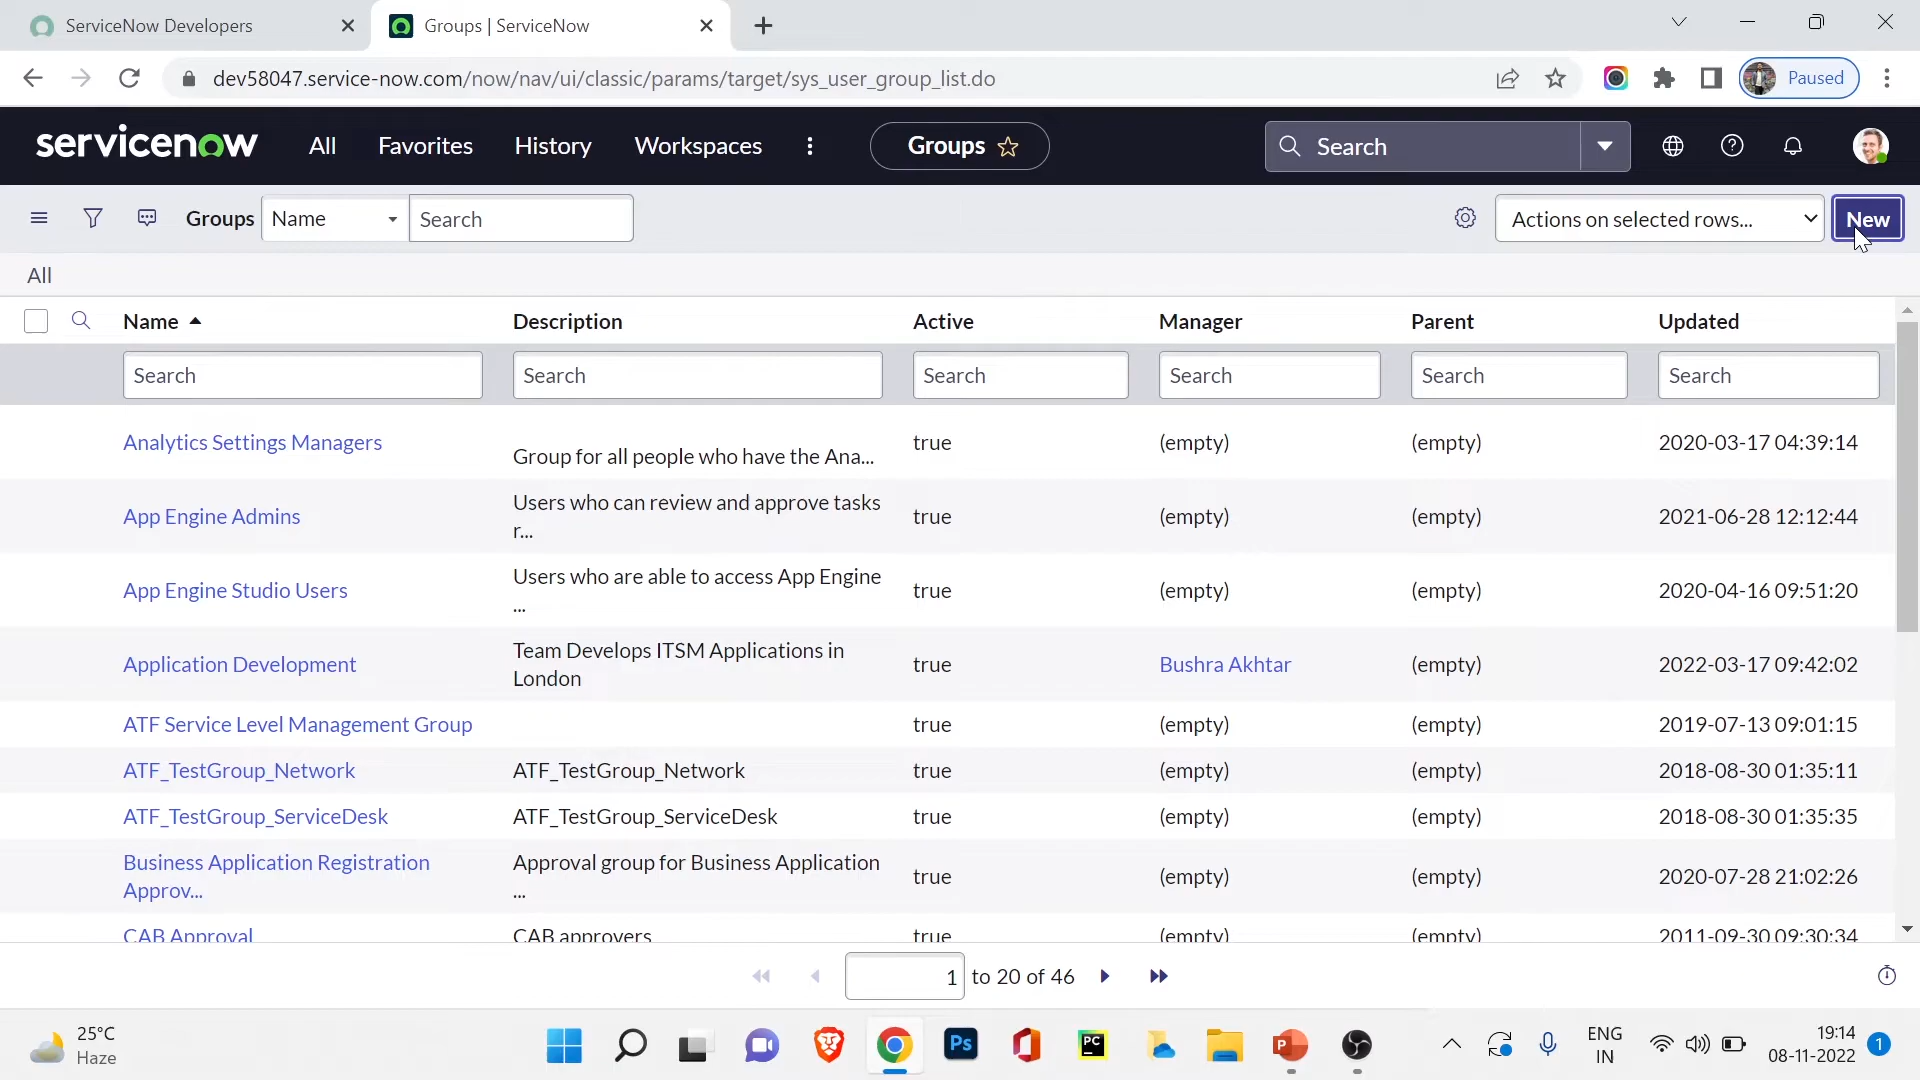 ServiceNow Developers
Groups | ServiceNow
dev58047.service-now.com/now/nav/ui/classic/params/target/sys_user_group_list.do
Paused
servicenow
All
Favorites
History
Workspaces
Groups
Search
Groups
Name
Search
Actions on selected rows...
New
All
Name
Description
Active
Manager
Parent
Updated
Search
Search
Search
Search
Search
Search
Analytics Settings Managers
Group for all people who have the Ana...
true
(empty)
(empty)
2020-03-17 04:39:14
App Engine Admins
Users who can review and approve tasks
r...
true
(empty)
(empty)
2021-06-28 12:12:44
App Engine Studio Users
Users who are able to access App Engine
...
true
(empty)
(empty)
2020-04-16 09:51:20
Application Development
Team Develops ITSM Applications in
London
true
Bushra Akhtar
(empty)
2022-03-17 09:42:02
ATF Service Level Management Group
true
(empty)
(empty)
2019-07-13 09:01:15
ATF_TestGroup_Network
ATF_TestGroup_Network
true
(empty)
(empty)
2018-08-30 01:35:11
ATF_TestGroup_ServiceDesk
ATF_TestGroup_ServiceDesk
true
(empty)
(empty)
2018-08-30 01:35:35
Business Application Registration
Approv...
Approval group for Business Application
...
true
(empty)
(empty)
2020-07-28 21:02:26
CAB Approval
CAB approvers
true
(empty)
(empty)
2011-09-30 09:30:34
1 to 20 of 46
25°C
Haze
Ps
PC
P
ENG
IN
19:14
08-11-2022
1